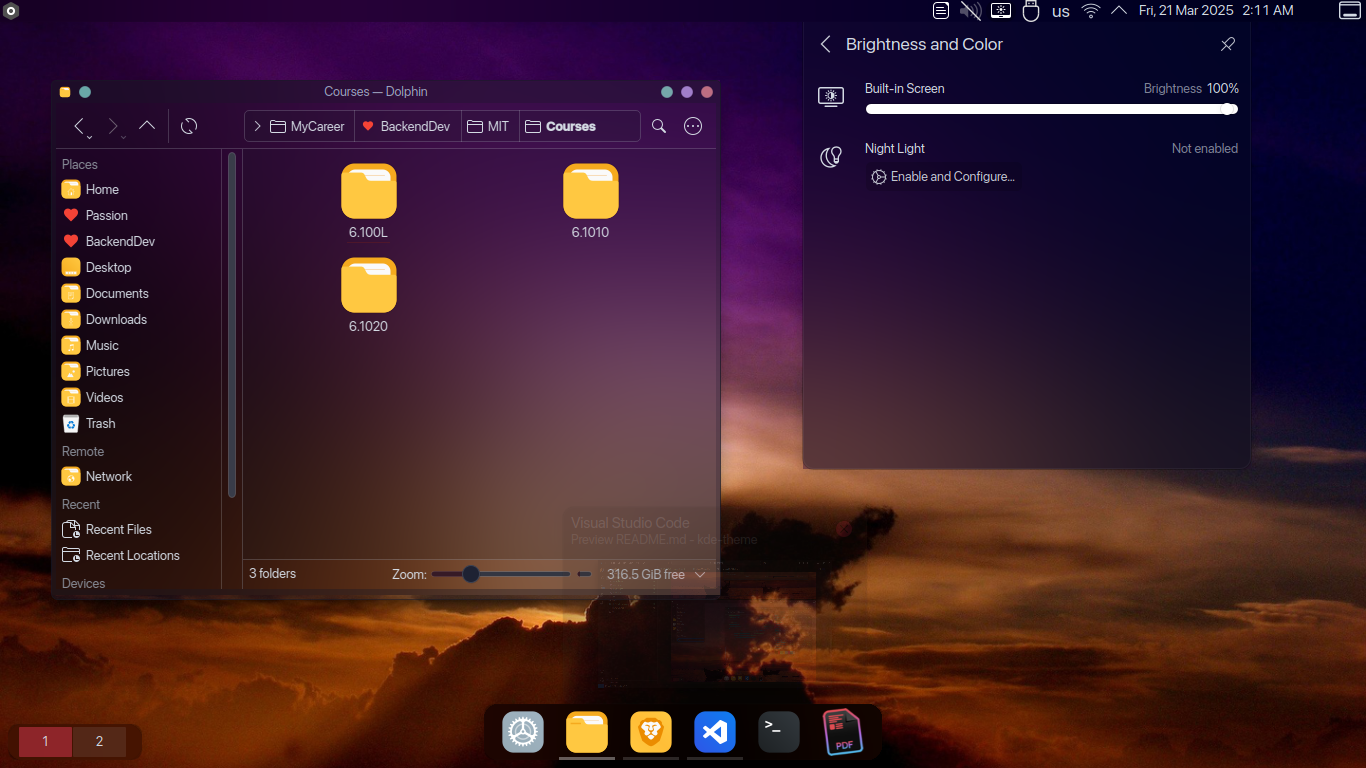 us
Fri, 21 Mar 2025 2:11 AM
Brightness and Color
Built-in Screen
Brightness 100%
Night Light
Not enabled
Enable and Configure...
Courses — Dolphin
MyCareer
BackendDev
MIT
Courses
Places
Home
Passion
BackendDev
Desktop
Documents
Downloads
Music
Pictures
Videos
Trash
Remote
Network
Recent
Recent Files
Recent Locations
Devices
6.100L
6.1010
6.1020
Visual Studio Code
Preview README.md - kde-theme
3 folders
Zoom:
316.5 GiB free
1
2
>_
PDF